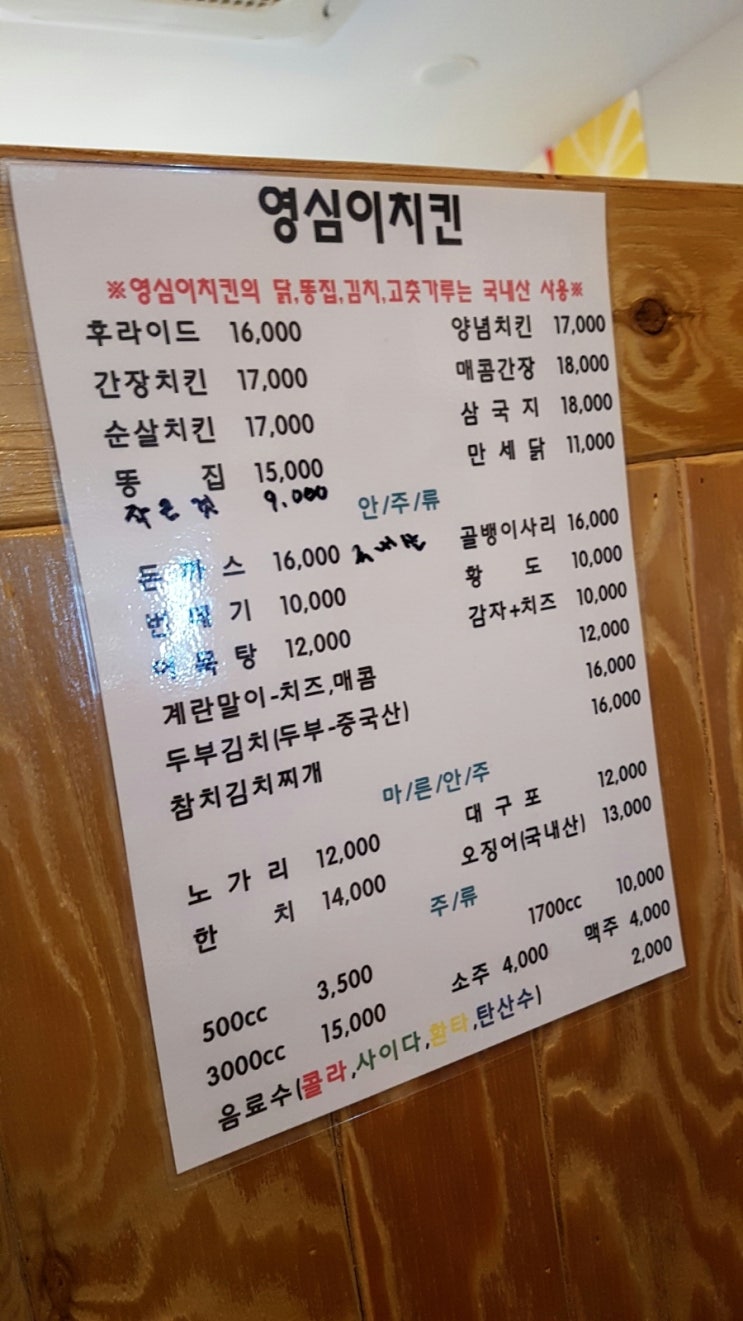 영심이치킨
※영심이치킨의 닭,똥집,김치,고춧가루는 국내산 사용※
후라이드 16,000 양념치킨 17,000
간장치킨 17,000 매콤간장 18,000
순살치킨 17,000 삼국지 18,000
똥집 15,000 만세닭 11,000
작은것 9.000
안/주/류
돈까스 16,000 골뱅이사리 16,000
번데기 10,000 황도 10,000
어묵탕 12,000 감자+치즈 10,000
계란말이-치즈,매콤 12,000
두부김치(두부-중국산) 16,000
참치김치찌개 16,000
마/른/안/주
노가리 12,000 대구포 12,000
한치 14,000 오징어(국내산) 13,000
주/류
500cc 3,500 1700cc 10,000
3000cc 15,000 소주 4,000 맥주 4,000
음료수(콜라,사이다,환타,탄산수) 2,000